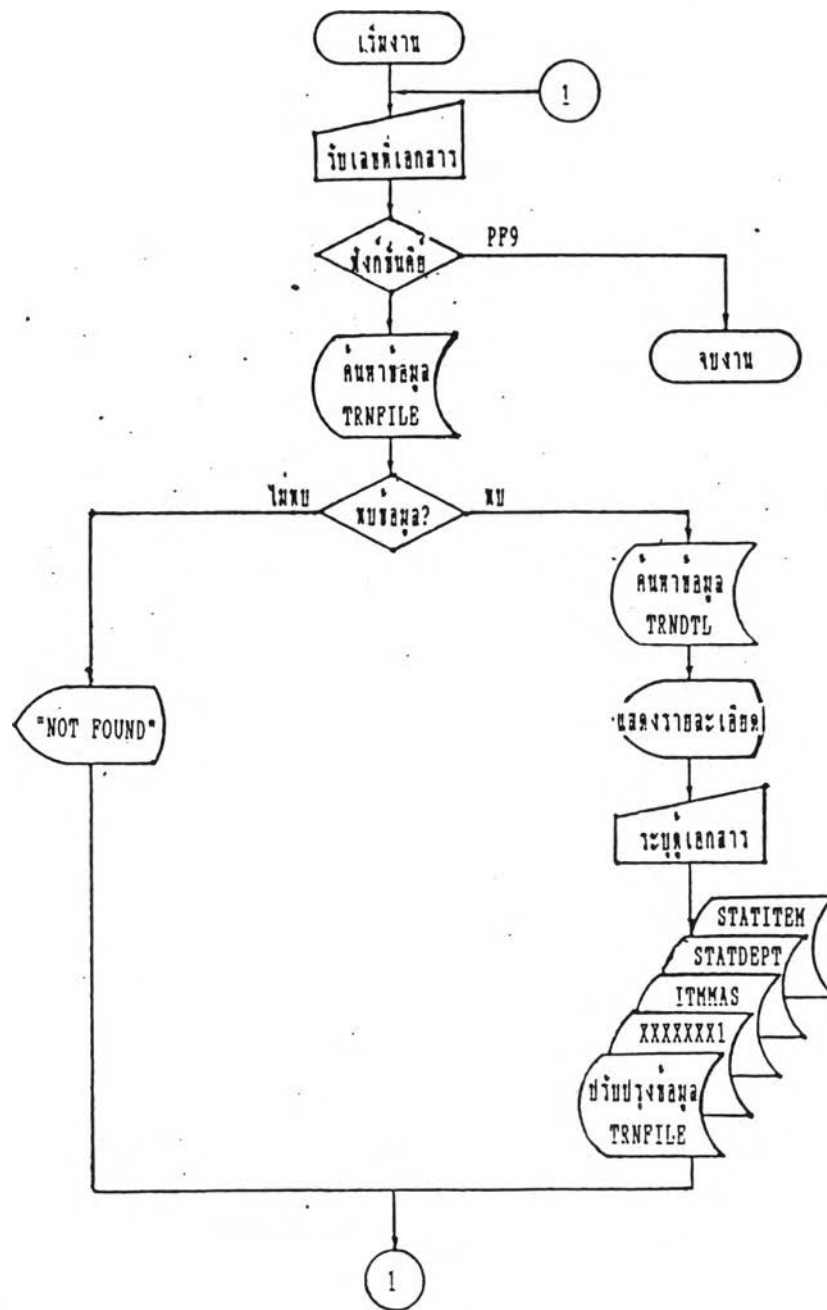 เริ่มงาน
1
รับเลขที่เอกสาร
ฟังก์ชันคีย์
PF9
ค้นหาข้อมูล
TRNFILE
จบงาน
ไม่พบ
พบข้อมูล?
พบ
ค้นหาข้อมูล
TRNDTL
"NOT FOUND"
แสดงรายละเอียด
ระบุตู้เอกสาร
STATITEM
STATDEPT
ITMMAS
XXXXXXX1
ปรับปรุงข้อมูล
TRNFILE
1